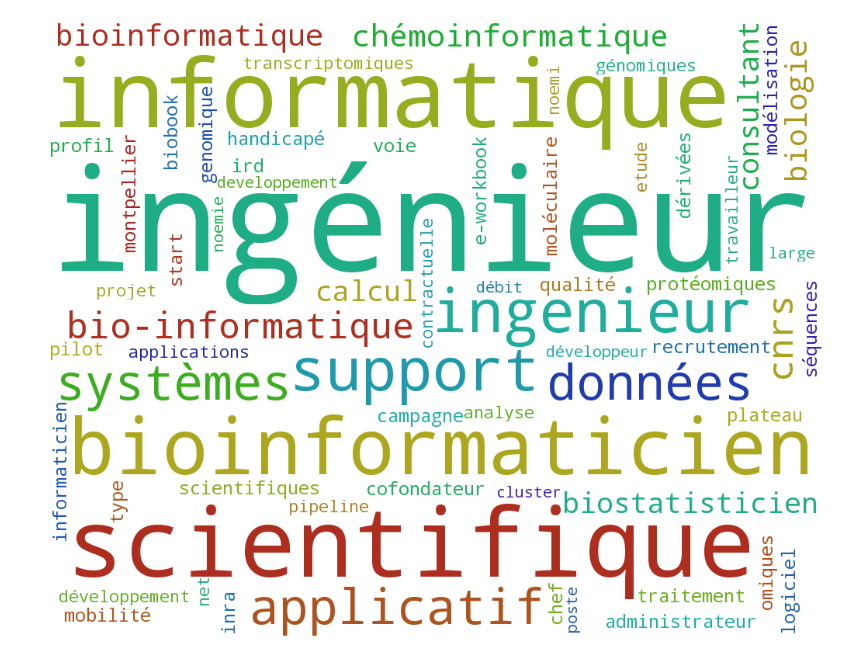 bioinformatique
chémoinformatique
transcriptomiques
génomiques
informatique
noemi
consultant
modélisation
biologie
biobook
génomique
handicapé
voie
profil
montpellier
ird
developpement
e-workbook
moléculaire
etude
dérivées
travailleur
ingénieur
noemie
start
large
projet
calcul
contractuelle
débit
qualité
protéomiques
bio-informatique
ingenieur
cnrs
séquences
pilot
applications
développeur
recrutement
systèmes
support
données
informaticien
campagne
analyse
plateau
bioinformaticien
type
scientifiques
cofondateur
cluster
pipeline
biostatisticien
scientifique
omiques
logiciel
développement
net
inra
applicatif
chef
poste
traitement
mobilité
administrateur